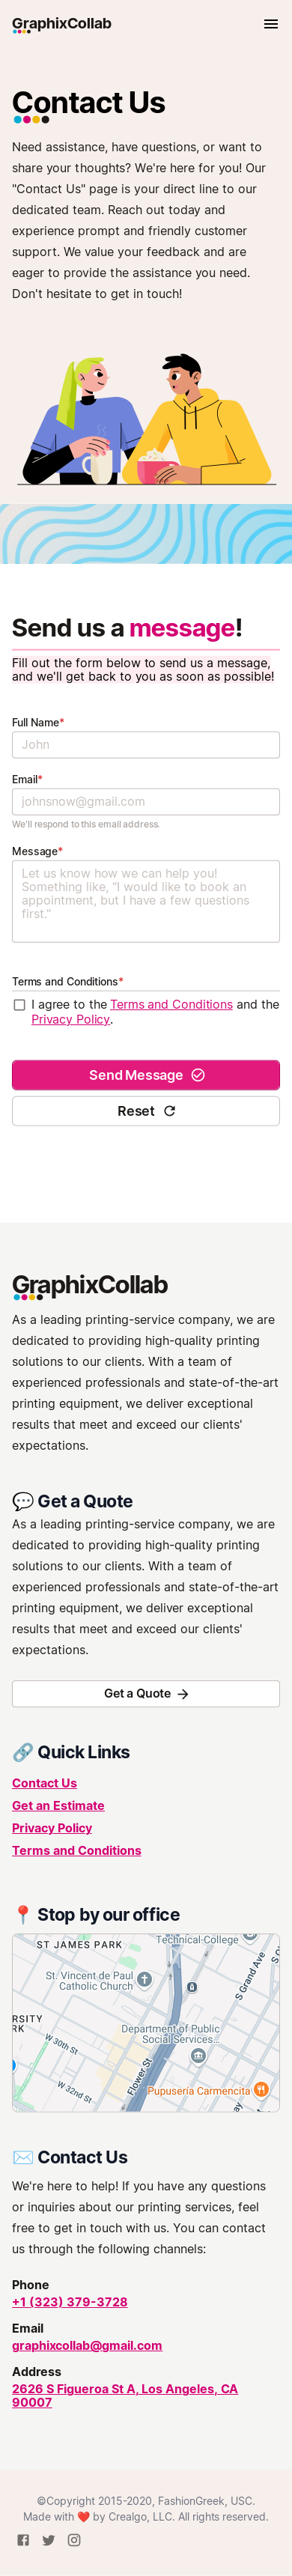 GraphixCollab
Contact Us
Need assistance, have questions, or want to
share your thoughts? We're here for you! Our
"Contact Us" page is your direct line to our
dedicated team. Reach out today and
experience prompt and friendly customer
support. We value your feedback and are
eager to provide the assistance you need.
Don't hesitate to get in touch!
Send us a message!
Fill out the form below to send us a message,
and we'll get back to you as soon as possible!
Full Name*
John
Email*
johnsnow@gmail.com
We'll respond to this email address.
Message*
Let us know how we can help you!
Something like, "I would like to book an
appointment, but I have a few questions
first."
Terms and Conditions*
I agree to the Terms and Conditions and the
Privacy Policy.
Send Message
Reset
GraphixCollab
As a leading printing-service company, we are
dedicated to providing high-quality printing
solutions to our clients. With a team of
experienced professionals and state-of-the-art
printing equipment, we deliver exceptional
results that meet and exceed our clients'
expectations.
💬 Get a Quote
As a leading printing-service company, we are
dedicated to providing high-quality printing
solutions to our clients. With a team of
experienced professionals and state-of-the-art
printing equipment, we deliver exceptional
results that meet and exceed our clients'
expectations.
Get a Quote →
🔗 Quick Links
Contact Us
Get an Estimate
Privacy Policy
Terms and Conditions
📍 Stop by our office
Technical-College
ST JAMES PARK
St. Vincent de Paul
Catholic Church
S Grand Ave
ERSITY
RK
Department of Public
Social Services...
W 30th St
Flower St
W 32nd St
Pupuseria Carmencita
✉️ Contact Us
We're here to help! If you have any questions
or inquiries about our printing services, feel
free to get in touch with us. You can contact
us through the following channels:
Phone
+1 (323) 379-3728
Email
graphixcollab@gmail.com
Address
2626 S Figueroa St A, Los Angeles, CA
90007
©Copyright 2015-2020, FashionGreek, USC.
Made with ❤️ by Crealgo, LLC. All rights reserved.